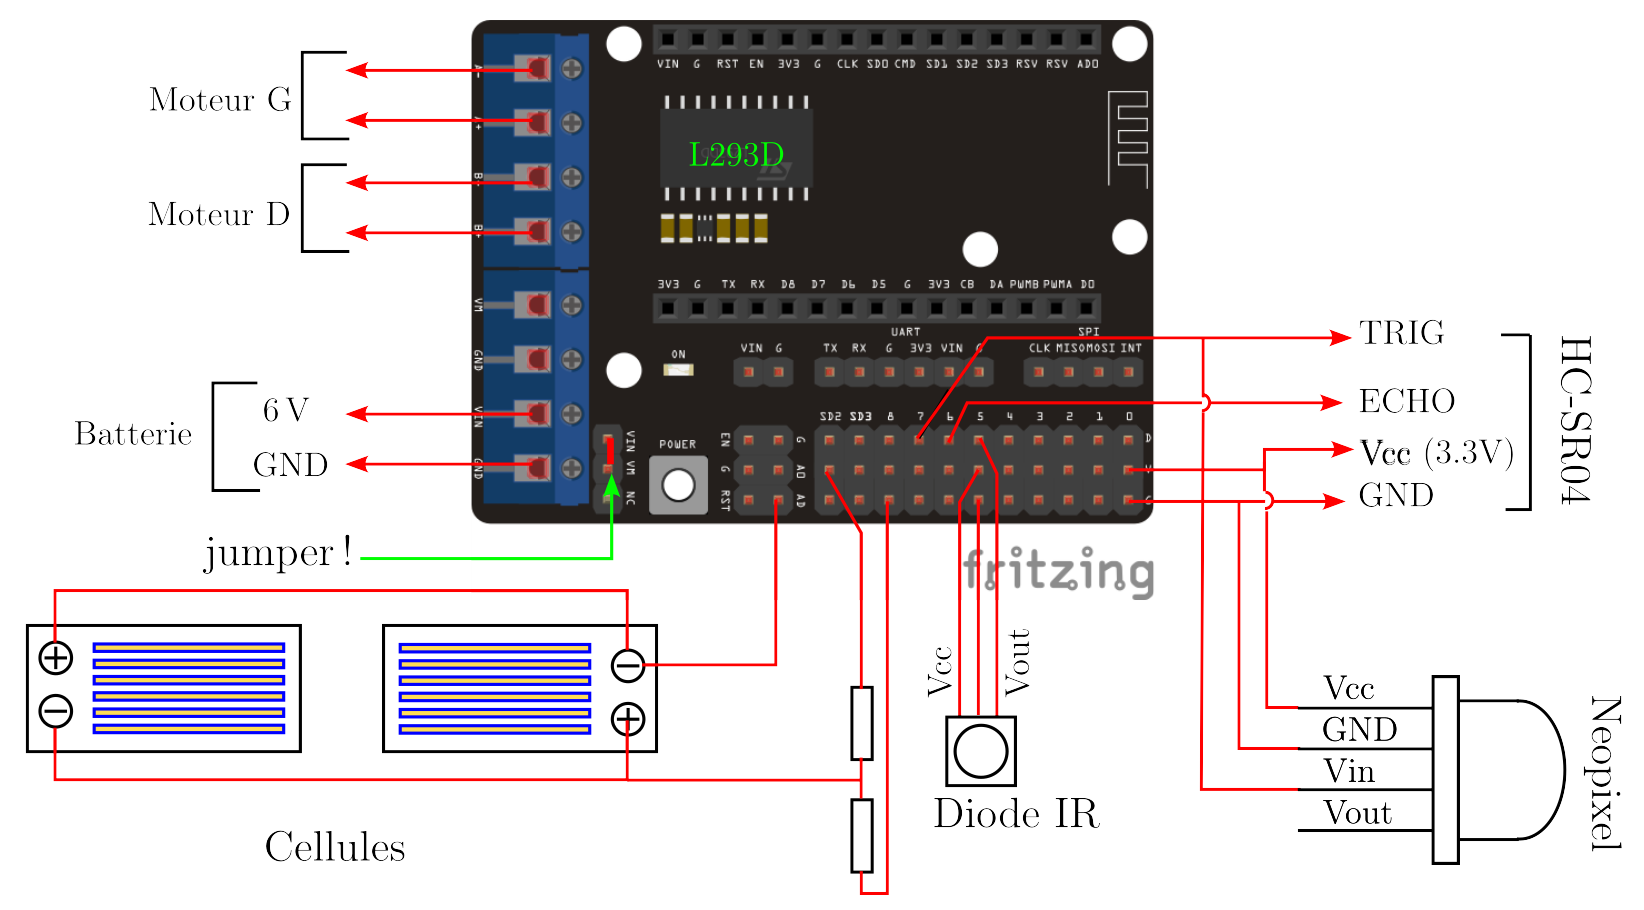 VIN G RST EN 3V3 G CLK SD0 CMD SD1 SD2 SD3 RSV RSV AD0
Moteur G
A-
A+
L293D
Moteur D
B-
B+
3V3 G TX RX D8 D7 D6 D5 G 3V3 CB DA PWMB PWMA D0
VM
UART SPI
TRIG
ON
VIN G TX RX G 3V3 VIN G CLK MISO MOSI INT
GND
HC-SR04
Batterie
6 V
VIN
SD2 SD3 8 7 6 5 4 3 2 1 0
ECHO
GND
GND
VIN VM NC
POWER
EN G RST
G A0 AD
D
Vcc (3.3V)
GND
jumper !
fritzing
Vcc
Vout
Vcc
GND
Vin
Vout
Neopixel
Diode IR
Cellules